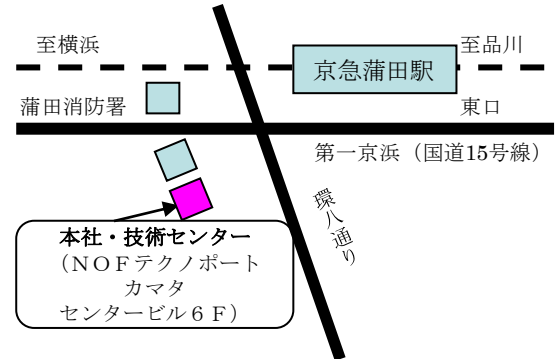 至横浜
至品川
京急蒲田駅
蒲田消防署
東口
第一京浜（国道15号線）
環八通り
本社・技術センター
（ＮＯＦテクノポート
カマタ
センタービル６Ｆ）